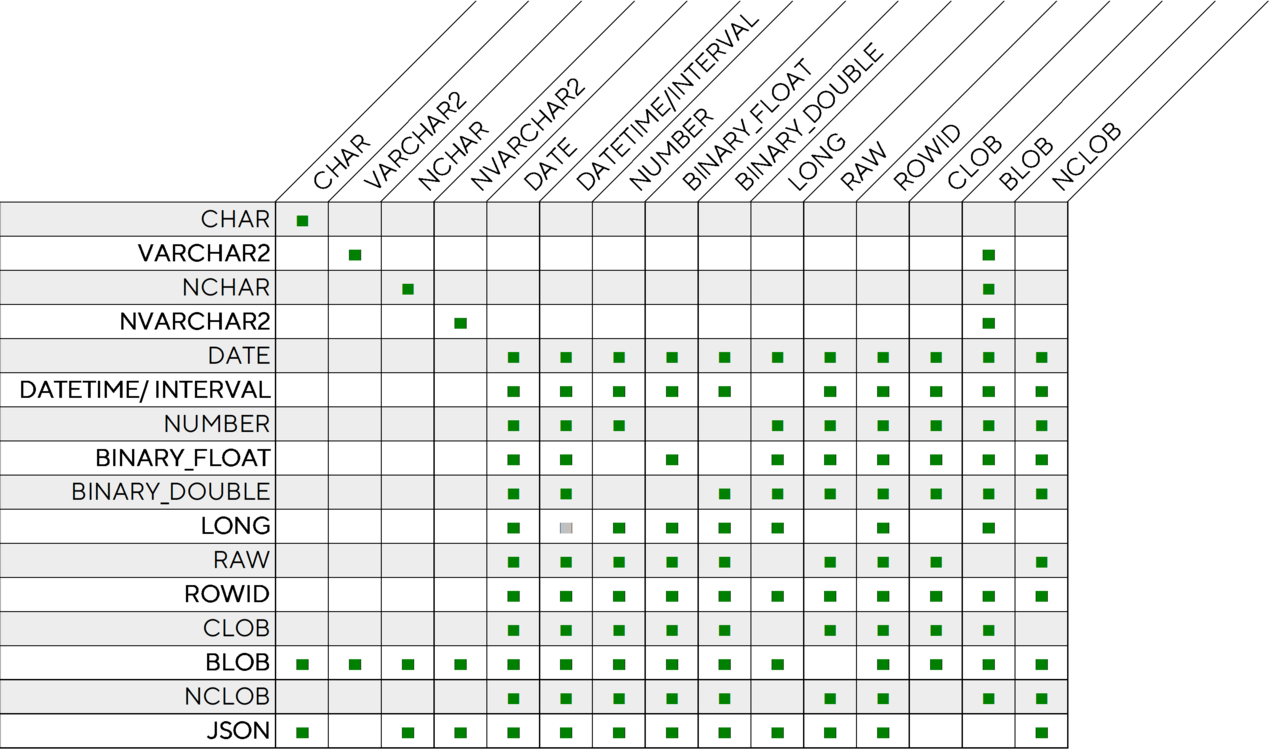 CHAR
VARCHAR2
NCHAR
NVARCHAR2
DATE
DATETIME/INTERVAL
NUMBER
BINARY_FLOAT
BINARY_DOUBLE
LONG
RAW
ROWID
CLOB
BLOB
NCLOB
CHAR
VARCHAR2
NCHAR
NVARCHAR2
DATE
DATETIME/ INTERVAL
NUMBER
BINARY_FLOAT
BINARY_DOUBLE
LONG
RAW
ROWID
CLOB
BLOB
NCLOB
JSON